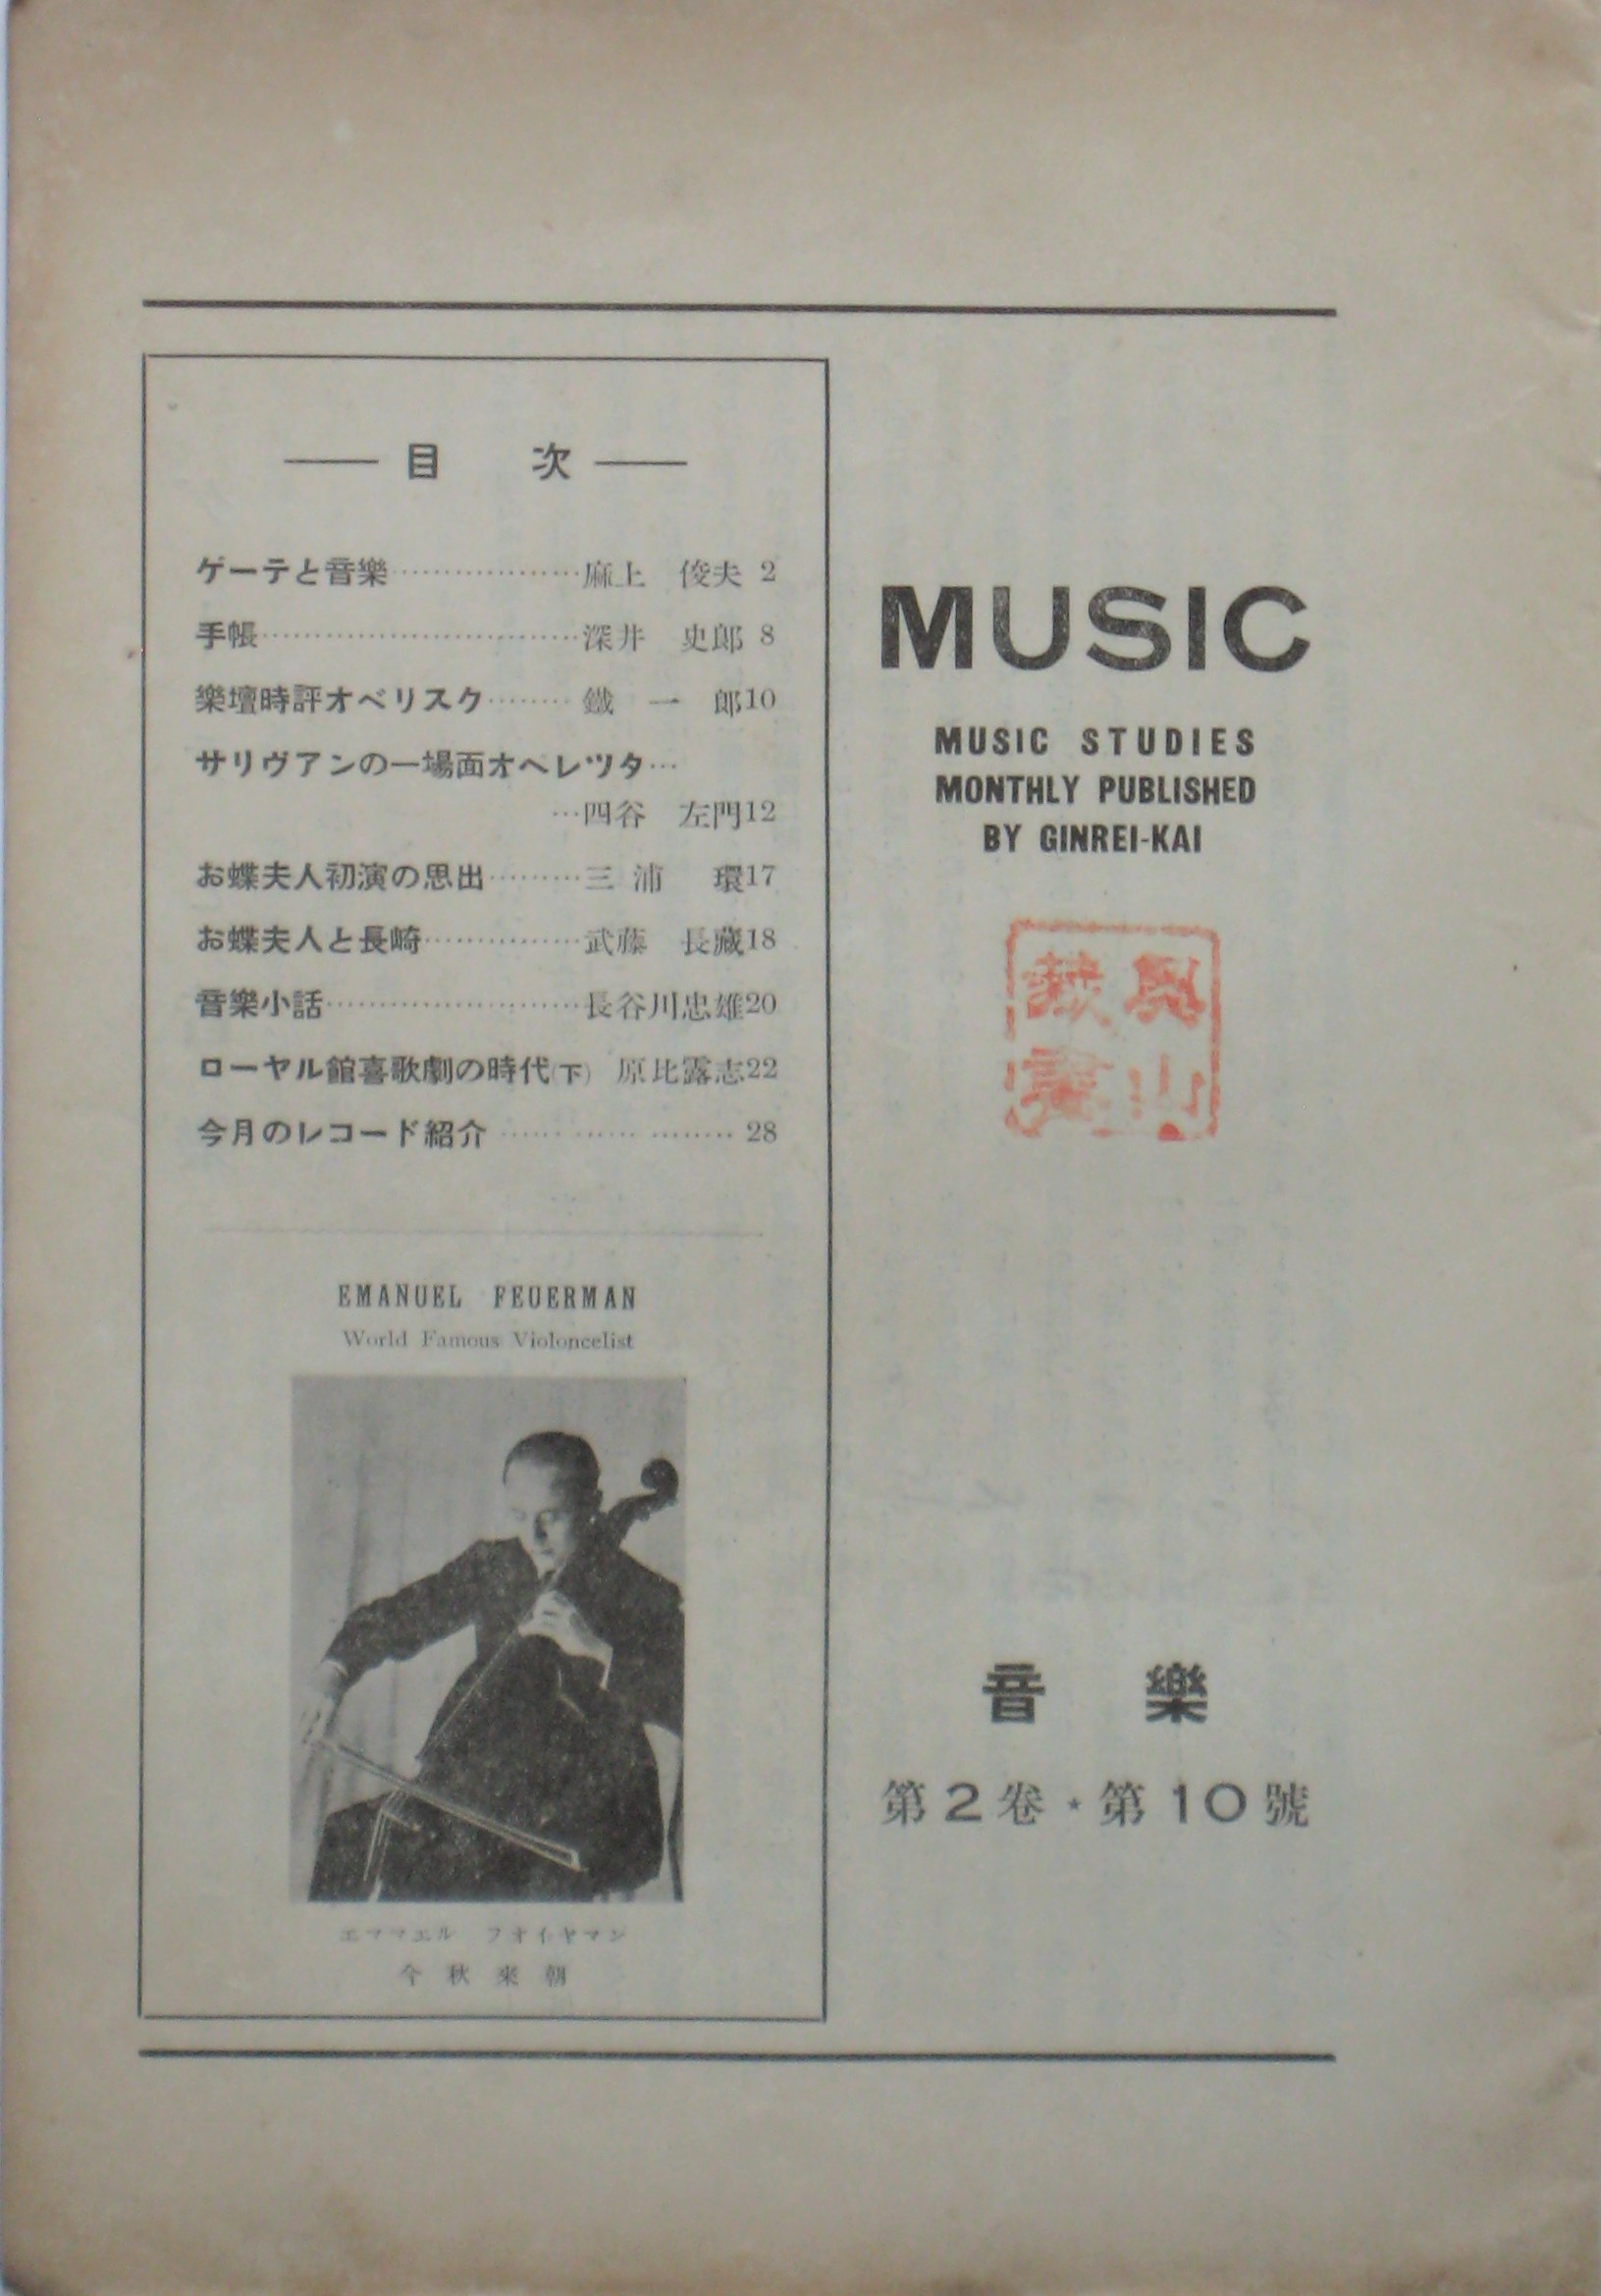 目 次
ゲーテと音樂………………麻上 俊夫 2
手帳…………………………深井 史郎 8
樂壇時評オベリスク………鐵 一 郎10
サリヴアンの一場面オペレツタ…
…四谷 左門12
お蝶夫人初演の思出………三 浦 環17
お蝶夫人と長崎……………武藤 長藏18
音樂小話……………………長谷川忠雄20
ローヤル館喜歌劇の時代(下) 原比露志22
今月のレコード紹介 ………………… 28
EMANUEL FEUERMAN
World Famous Violoncelist
エママエル フオイヤマン
今秋來朝
MUSIC
MUSIC STUDIES
MONTHLY PUBLISHED
BY GINREI-KAI
音 樂
第2卷★第10號